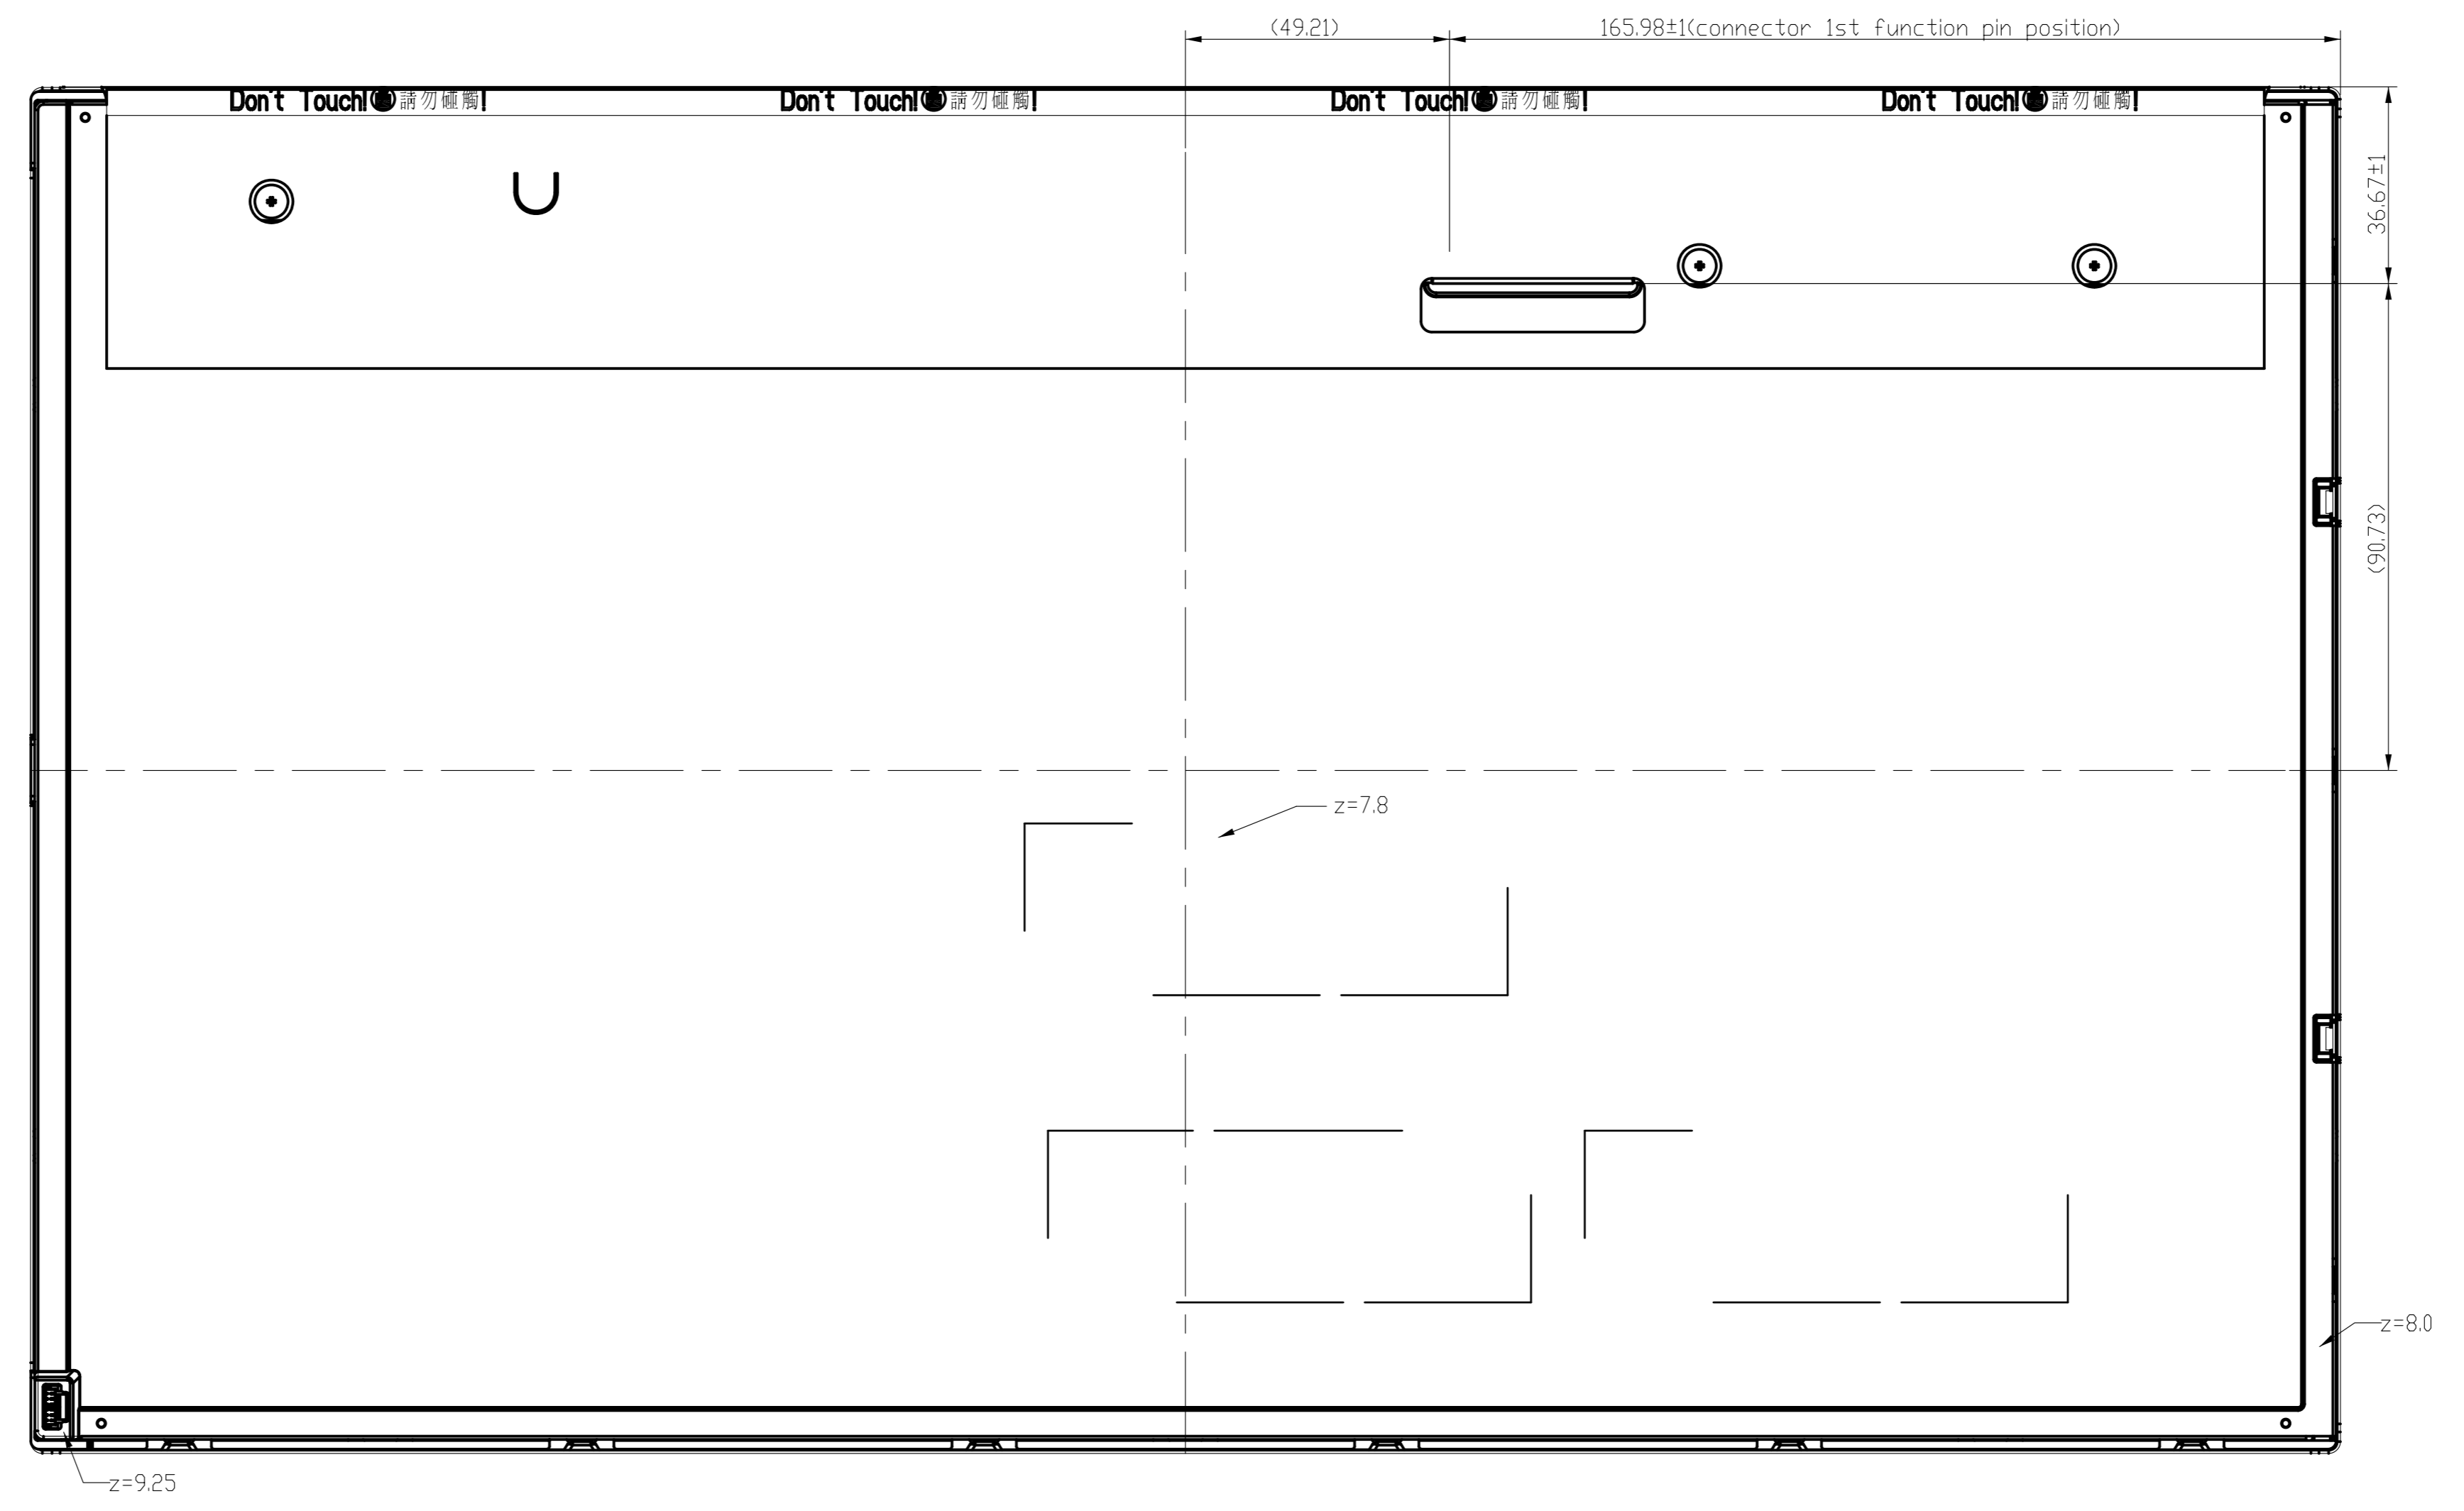 (49.21)
165.98±1(connector 1st function pin position)
Don't Touch! 請勿碰觸!
Don't Touch! 請勿碰觸!
Don't Touch! 請勿碰觸!
Don't Touch! 請勿碰觸!
36.67±1
(90.73)
z=7.8
z=8.0
z=9.25